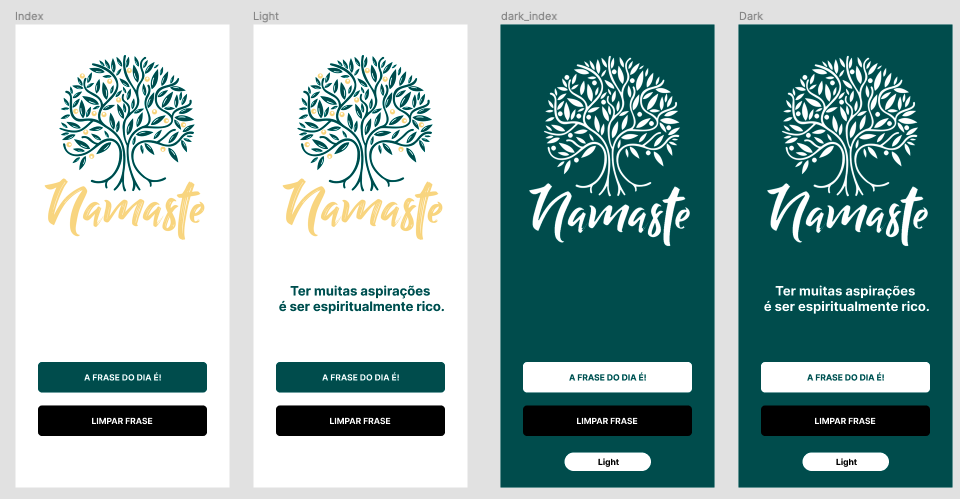 Index
Namaste
A FRASE DO DIA É!
LIMPAR FRASE
Light
Namaste
Ter muitas aspirações
é ser espiritualmente rico.
A FRASE DO DIA É!
LIMPAR FRASE
dark_index
Namaste
A FRASE DO DIA É!
LIMPAR FRASE
Light
Dark
Namaste
Ter muitas aspirações
é ser espiritualmente rico.
A FRASE DO DIA É!
LIMPAR FRASE
Light